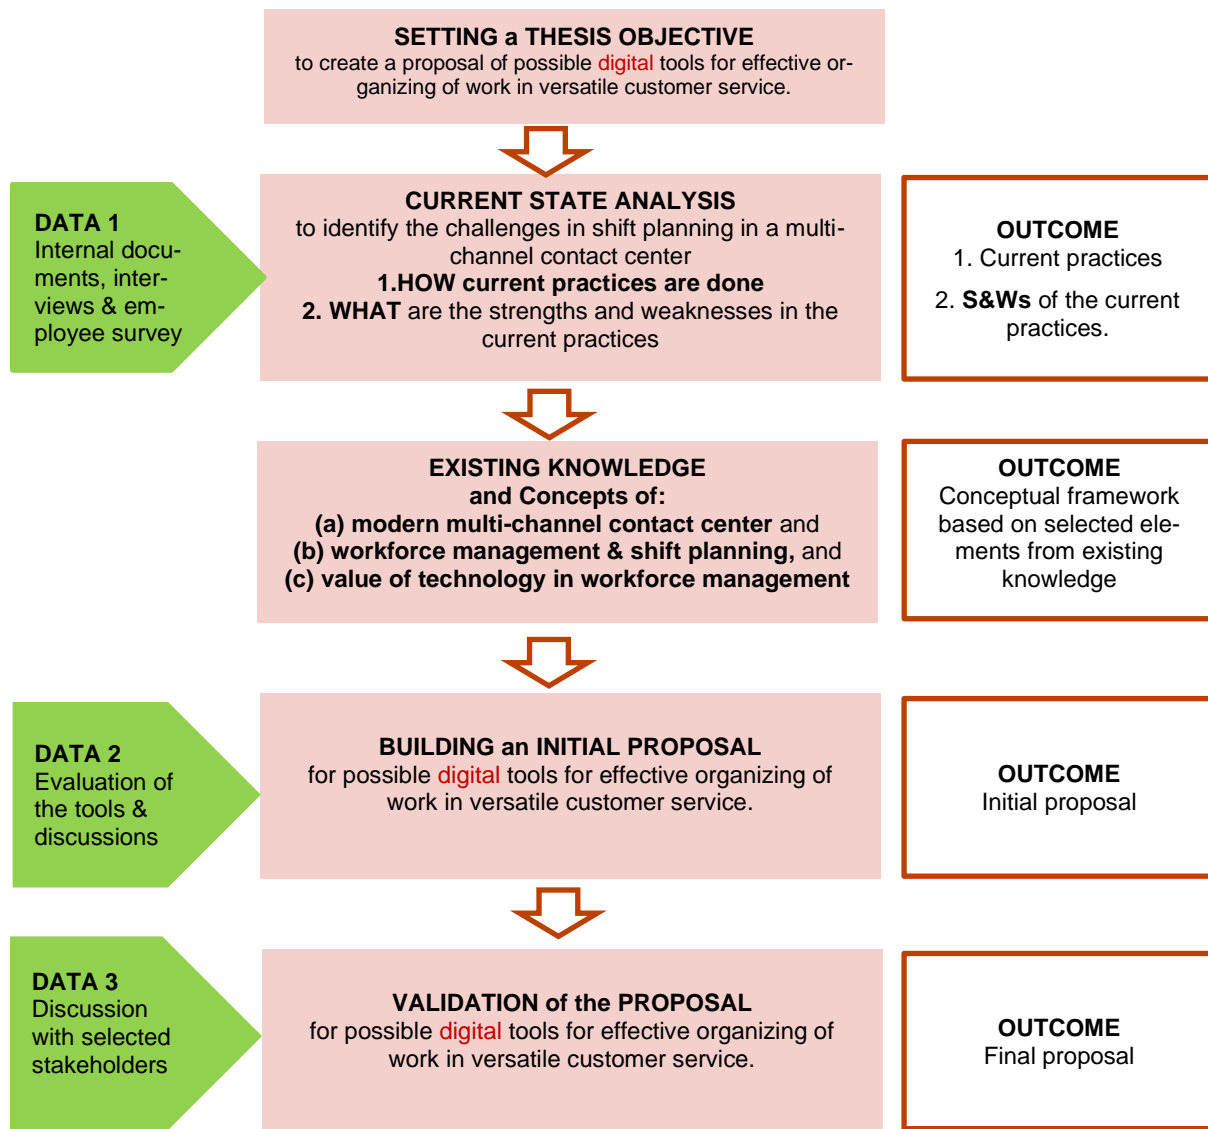 SETTING a THESIS OBJECTIVE
to create a proposal of possible digital tools for effective or-
ganizing of work in versatile customer service.
DATA 1
Internal docu-
ments, inter-
views & em-
ployee survey
CURRENT STATE ANALYSIS
to identify the challenges in shift planning in a multi-
channel contact center
1.HOW current practices are done
2. WHAT are the strengths and weaknesses in the
current practices
OUTCOME
1. Current practices
2. S&Ws of the current
practices.
EXISTING KNOWLEDGE
and Concepts of:
(a) modern multi-channel contact center and
(b) workforce management & shift planning, and
(c) value of technology in workforce management
OUTCOME
Conceptual framework
based on selected ele-
ments from existing
knowledge
DATA 2
Evaluation of
the tools &
discussions
BUILDING an INITIAL PROPOSAL
for possible digital tools for effective organizing of
work in versatile customer service.
OUTCOME
Initial proposal
DATA 3
Discussion
with selected
stakeholders
VALIDATION of the PROPOSAL
for possible digital tools for effective organizing of
work in versatile customer service.
OUTCOME
Final proposal